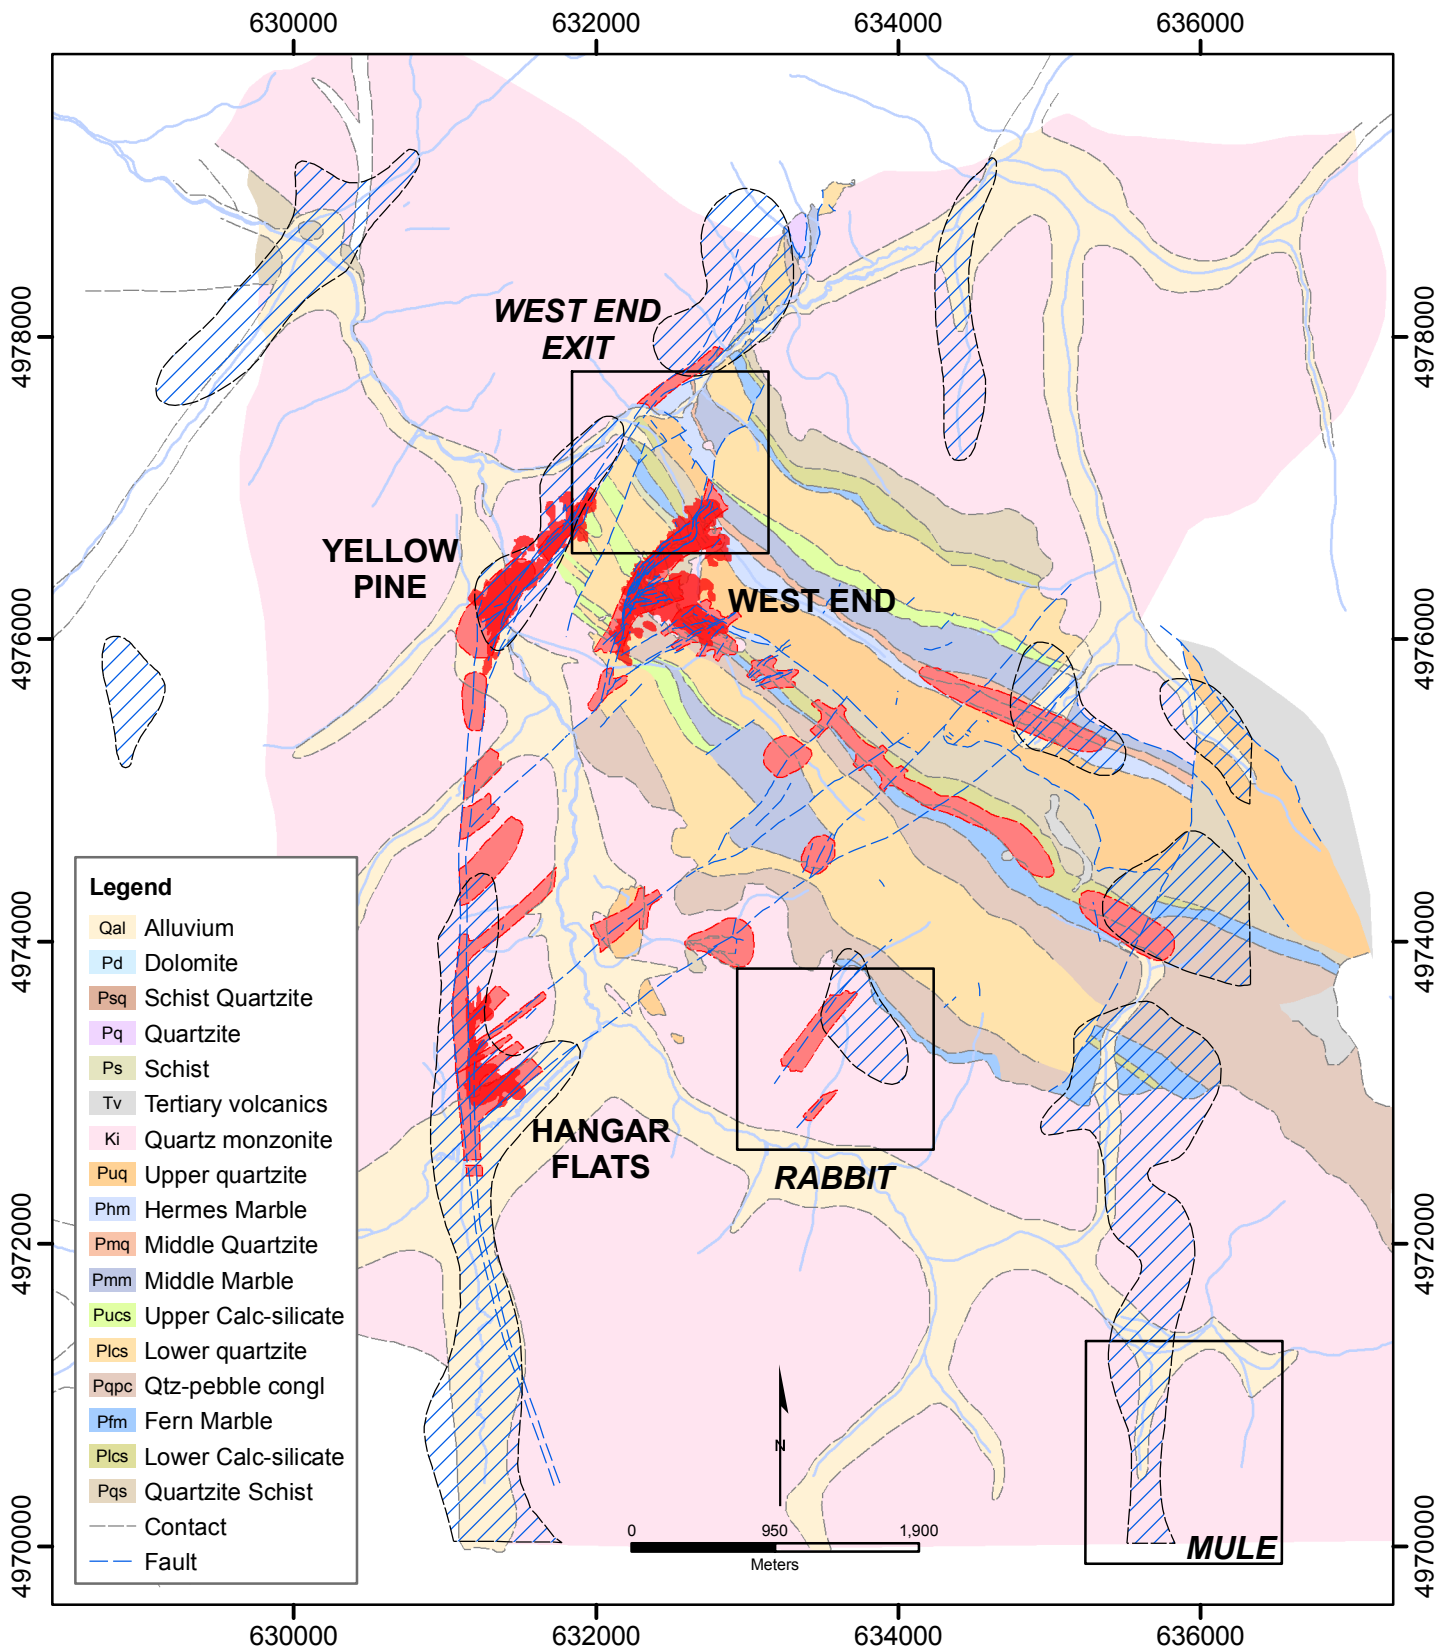 630000
632000
634000
636000
4978000
4978000
WEST END
EXIT
YELLOW
PINE
WEST END
4976000
4976000
4974000
4974000
HANGAR
FLATS
RABBIT
4972000
4972000
Legend
Qal Alluvium
Pd Dolomite
Psq Schist Quartzite
Pq Quartzite
Ps Schist
Tv Tertiary volcanics
Ki Quartz monzonite
Puq Upper quartzite
Phm Hermes Marble
Pmq Middle Quartzite
Pmm Middle Marble
Pucs Upper Calc-silicate
Plcs Lower quartzite
Pqpc Qtz-pebble congl
Pfm Fern Marble
Plcs Lower Calc-silicate
Pqs Quartzite Schist
Contact
Fault
N
0 950 1,900
Meters
MULE
4970000
4970000
630000
632000
634000
636000